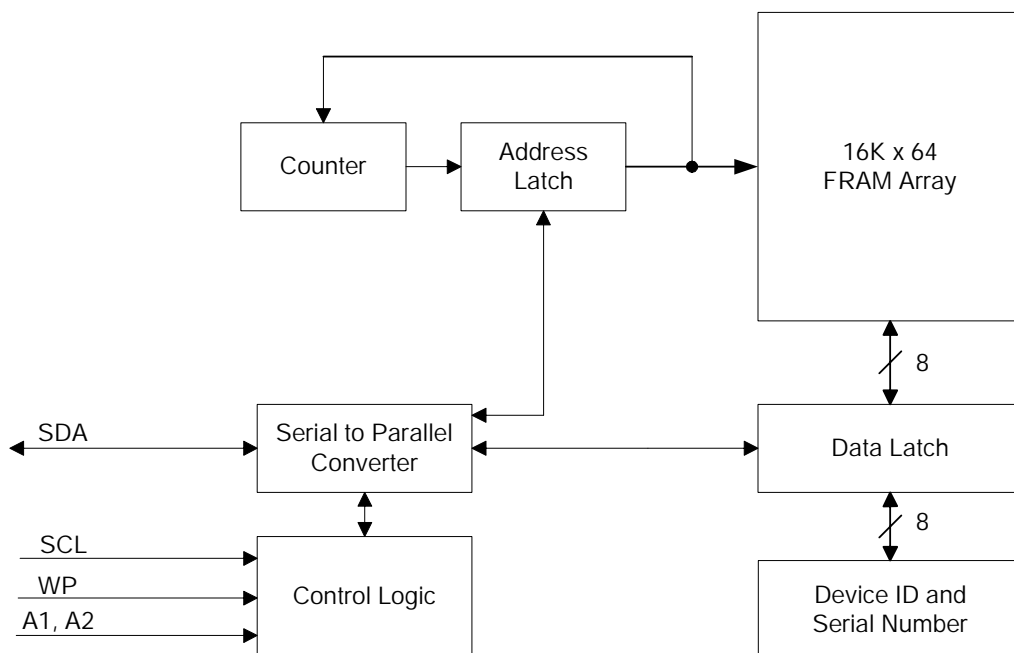 Counter
Address
Latch
16K x 64
FRAM Array
8
SDA
Serial to Parallel
Converter
Data Latch
8
SCL
WP
A1, A2
Control Logic
Device ID and
Serial Number